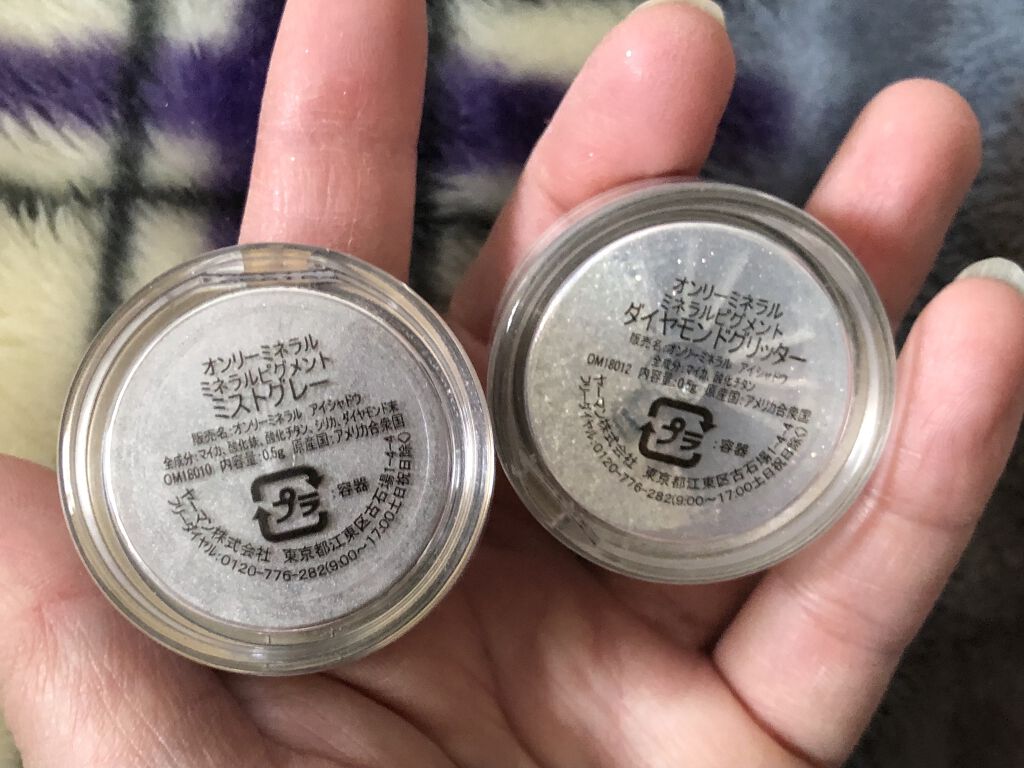 オンリーミネラル
ミネラルピグメント
ミストグレー
販売名:オンリーミネラル アイシャドウ
全成分:マイカ、酸化鉄、酸化チタン、シリカ、ダイヤモンド末
OM18010 内容量:0.5g 原産国:アメリカ合衆国
プラ :容器
ヤーマン株式会社 東京都江東区古石場1-4-4
フリーダイヤル:0120-776-282(9:00〜17:00土日祝日除く)
オンリーミネラル
ミネラルピグメント
ダイヤモンドグリッター
販売名:オンリーミネラル アイシャドウ
全成分:マイカ、酸化チタン
OM18012 内容量:0.5g 原産国:アメリカ合衆国
プラ :容器
ヤーマン株式会社 東京都江東区古石場1-4-4
フリーダイヤル:0120-776-282(9:00〜17:00土日祝日除く)